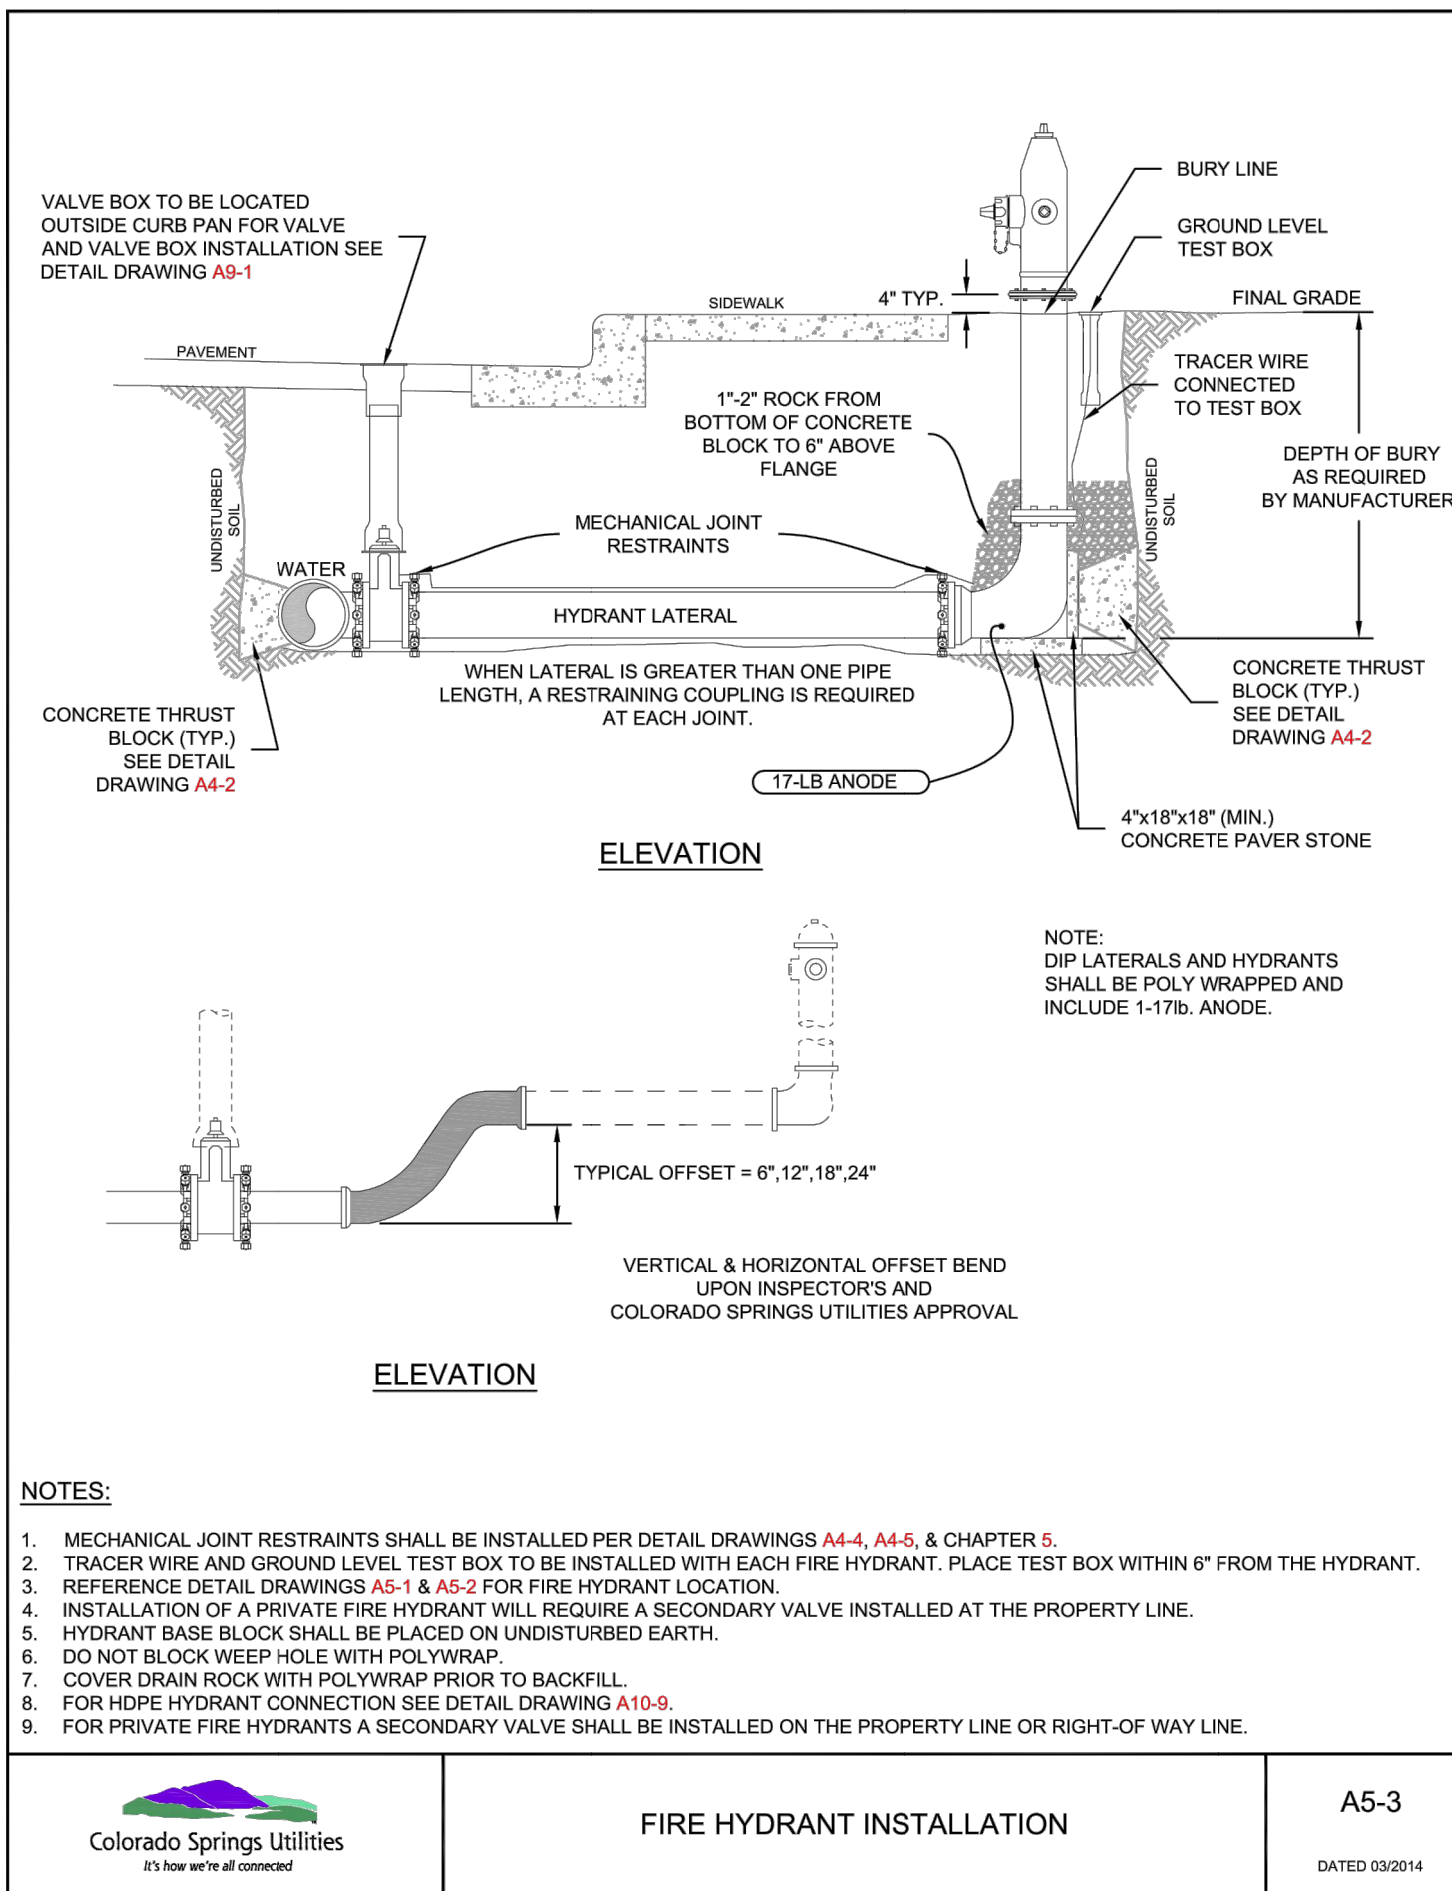 VALVE BOX TO BE LOCATED
OUTSIDE CURB PAN FOR VALVE
AND VALVE BOX INSTALLATION SEE
DETAIL DRAWING A9-1
BURY LINE
GROUND LEVEL
TEST BOX
4" TYP.
SIDEWALK
FINAL GRADE
PAVEMENT
TRACER WIRE
CONNECTED
TO TEST BOX
1"-2" ROCK FROM
BOTTOM OF CONCRETE
BLOCK TO 6" ABOVE
FLANGE
DEPTH OF BURY
AS REQUIRED
BY MANUFACTURER
UNDISTURBED
SOIL
UNDISTURBED
SOIL
MECHANICAL JOINT
RESTRAINTS
WATER
HYDRANT LATERAL
WHEN LATERAL IS GREATER THAN ONE PIPE
LENGTH, A RESTRAINING COUPLING IS REQUIRED
AT EACH JOINT.
CONCRETE THRUST
BLOCK (TYP.)
SEE DETAIL
DRAWING A4-2
CONCRETE THRUST
BLOCK (TYP.)
SEE DETAIL
DRAWING A4-2
17-LB ANODE
4"x18"x18" (MIN.)
CONCRETE PAVER STONE
ELEVATION
NOTE:
DIP LATERALS AND HYDRANTS
SHALL BE POLY WRAPPED AND
INCLUDE 1-17lb. ANODE.
TYPICAL OFFSET = 6",12",18",24"
VERTICAL & HORIZONTAL OFFSET BEND
UPON INSPECTOR'S AND
COLORADO SPRINGS UTILITIES APPROVAL
ELEVATION
NOTES:
1. MECHANICAL JOINT RESTRAINTS SHALL BE INSTALLED PER DETAIL DRAWINGS A4-4, A4-5, & CHAPTER 5.
2. TRACER WIRE AND GROUND LEVEL TEST BOX TO BE INSTALLED WITH EACH FIRE HYDRANT. PLACE TEST BOX WITHIN 6" FROM THE HYDRANT.
3. REFERENCE DETAIL DRAWINGS A5-1 & A5-2 FOR FIRE HYDRANT LOCATION.
4. INSTALLATION OF A PRIVATE FIRE HYDRANT WILL REQUIRE A SECONDARY VALVE INSTALLED AT THE PROPERTY LINE.
5. HYDRANT BASE BLOCK SHALL BE PLACED ON UNDISTURBED EARTH.
6. DO NOT BLOCK WEEP HOLE WITH POLYWRAP.
7. COVER DRAIN ROCK WITH POLYWRAP PRIOR TO BACKFILL.
8. FOR HDPE HYDRANT CONNECTION SEE DETAIL DRAWING A10-9.
9. FOR PRIVATE FIRE HYDRANTS A SECONDARY VALVE SHALL BE INSTALLED ON THE PROPERTY LINE OR RIGHT-OF WAY LINE.
Colorado Springs Utilities
It's how we're all connected
FIRE HYDRANT INSTALLATION
A5-3
DATED 03/2014